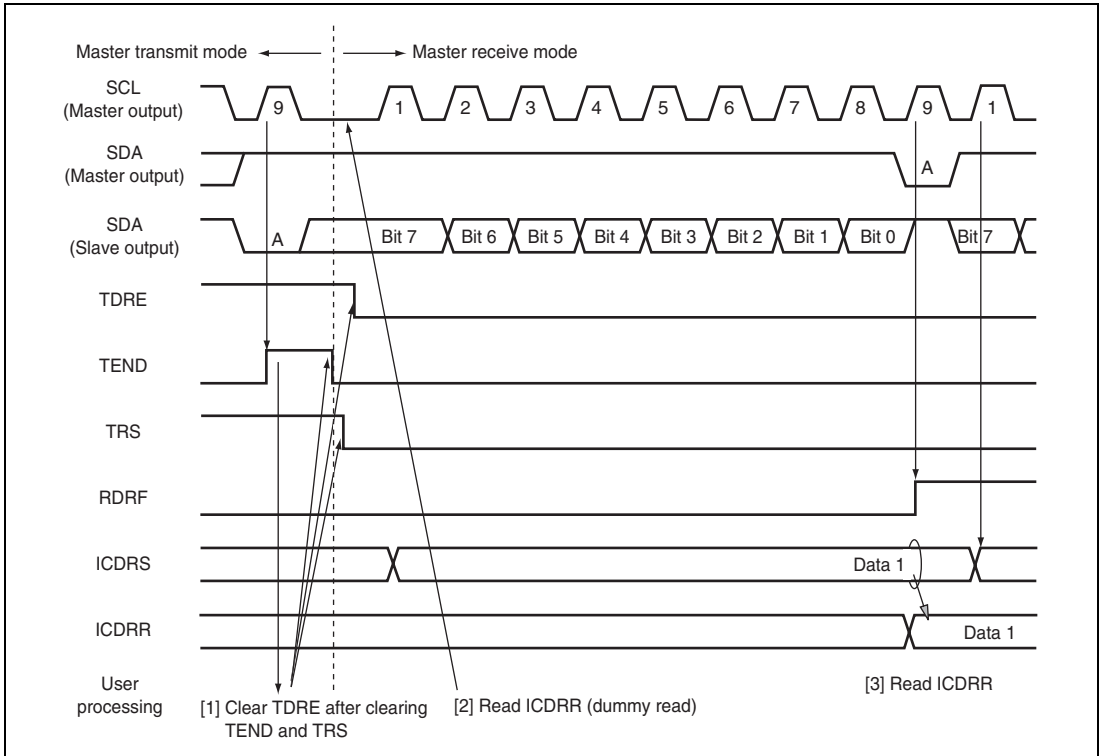 Master transmit mode
Master receive mode
SCL
(Master output)
9
1
2
3
4
5
6
7
8
9
1
SDA
(Master output)
A
SDA
(Slave output)
A
Bit 7
Bit 6
Bit 5
Bit 4
Bit 3
Bit 2
Bit 1
Bit 0
Bit 7
TDRE
TEND
TRS
RDRF
ICDRS
Data 1
ICDRR
Data 1
User
processing
[1] Clear TDRE after clearing
TEND and TRS
[2] Read ICDRR (dummy read)
[3] Read ICDRR